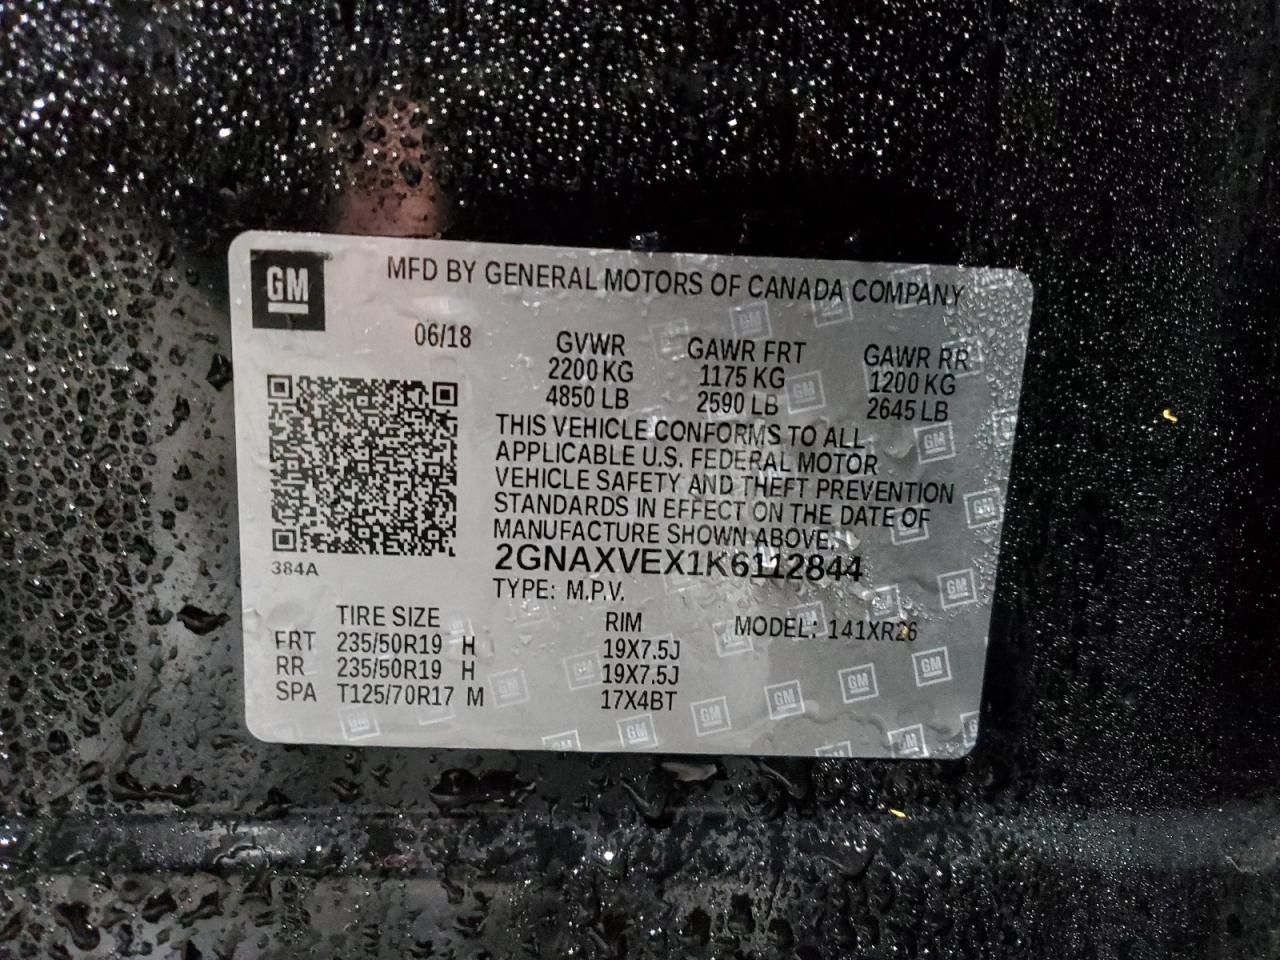 GM
MFD BY GENERAL MOTORS OF CANADA COMPANY
06/18
GVWR GAWR FRT GAWR RR
2200 KG 1175 KG 1200 KG
4850 LB 2590 LB 2645 LB
THIS VEHICLE CONFORMS TO ALL
APPLICABLE U.S. FEDERAL MOTOR
VEHICLE SAFETY AND THEFT PREVENTION
STANDARDS IN EFFECT ON THE DATE OF
MANUFACTURE SHOWN ABOVE.
2GNAXVEX1K6112844
384A
TYPE: M.P.V.
TIRE SIZE RIM MODEL: 141XR26
FRT 235/50R19 H 19X7.5J
RR 235/50R19 H 19X7.5J
SPA T125/70R17 M 17X4BT